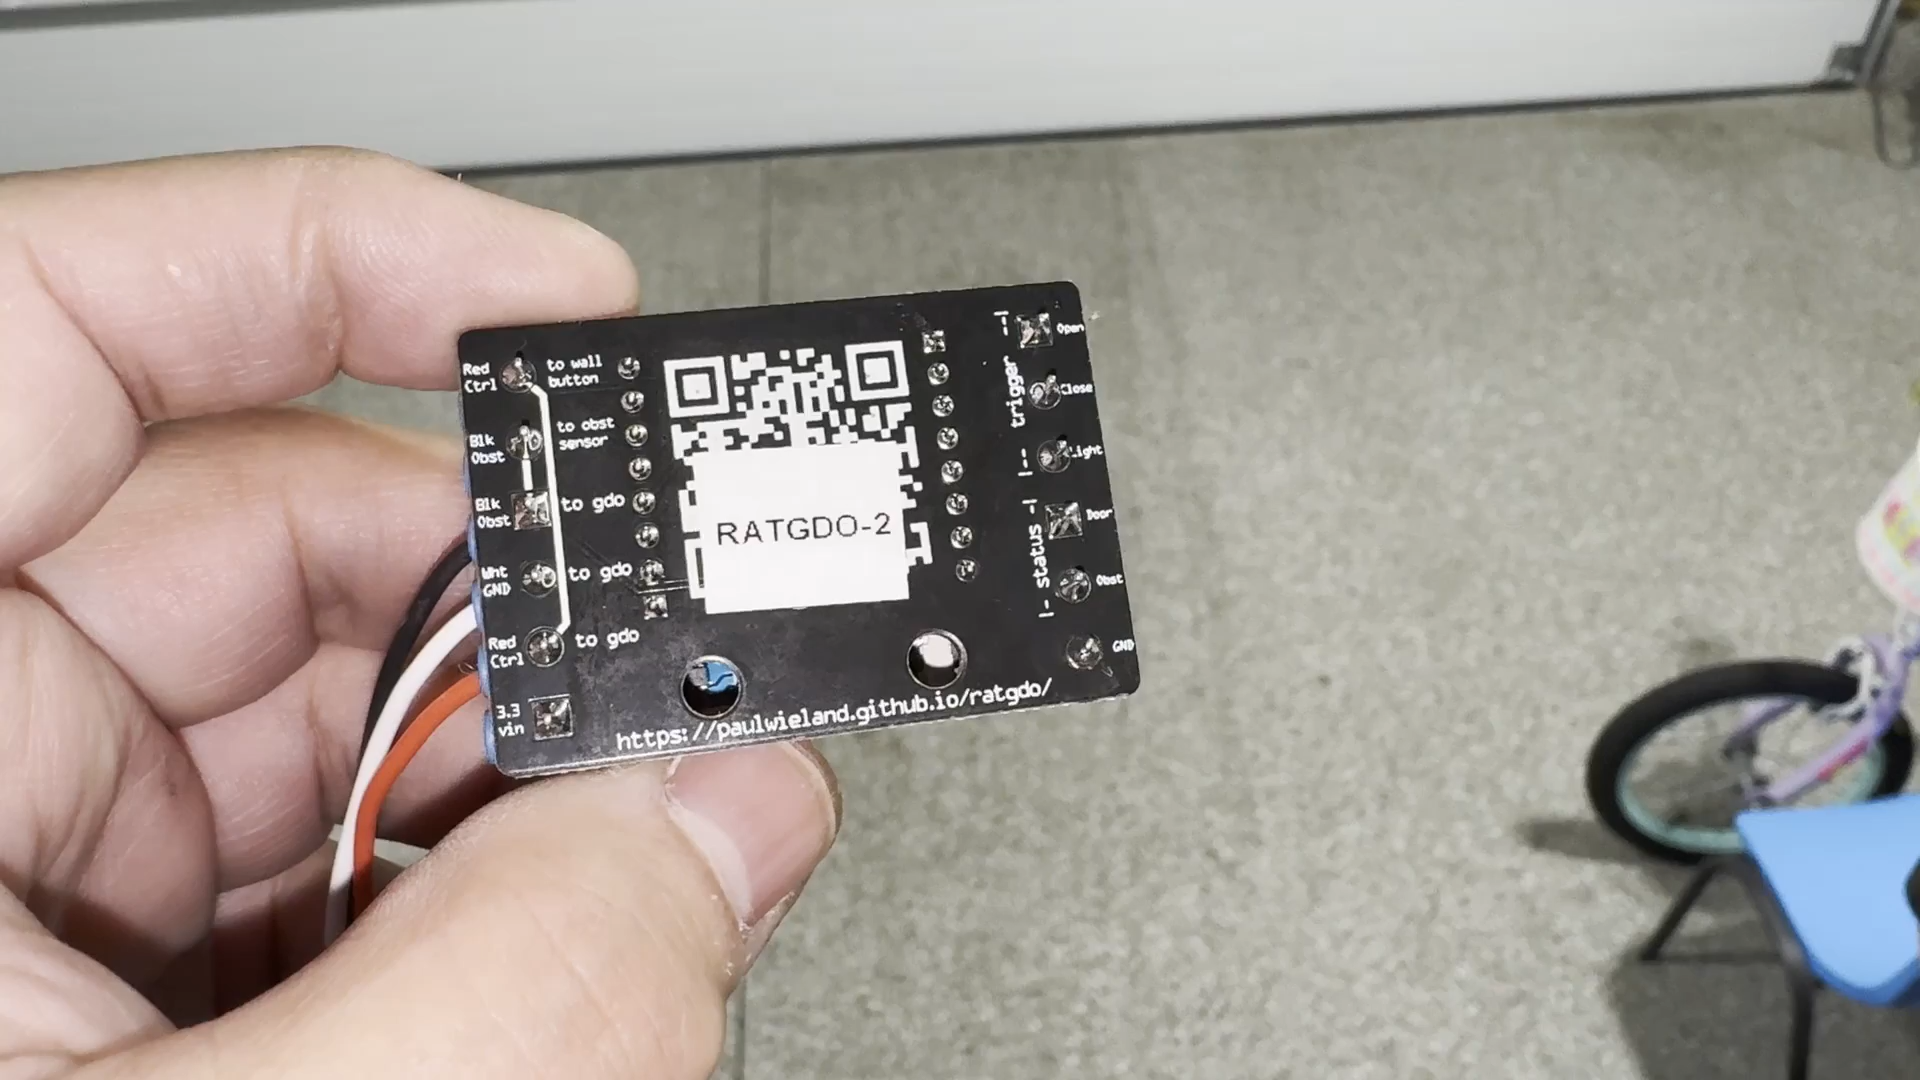 Red
Ctrl
to wall
button
Blk
Obst
to obst
sensor
Blk
Obst
to gdo
Wht
GND
to gdo
Red
Ctrl
to gdo
3.3
vin
RATGDO-2
https://paulwieland.github.io/ratgdo/
|-- trigger --|
Open
Close
Light
|- status -|
Door
Obst
GND